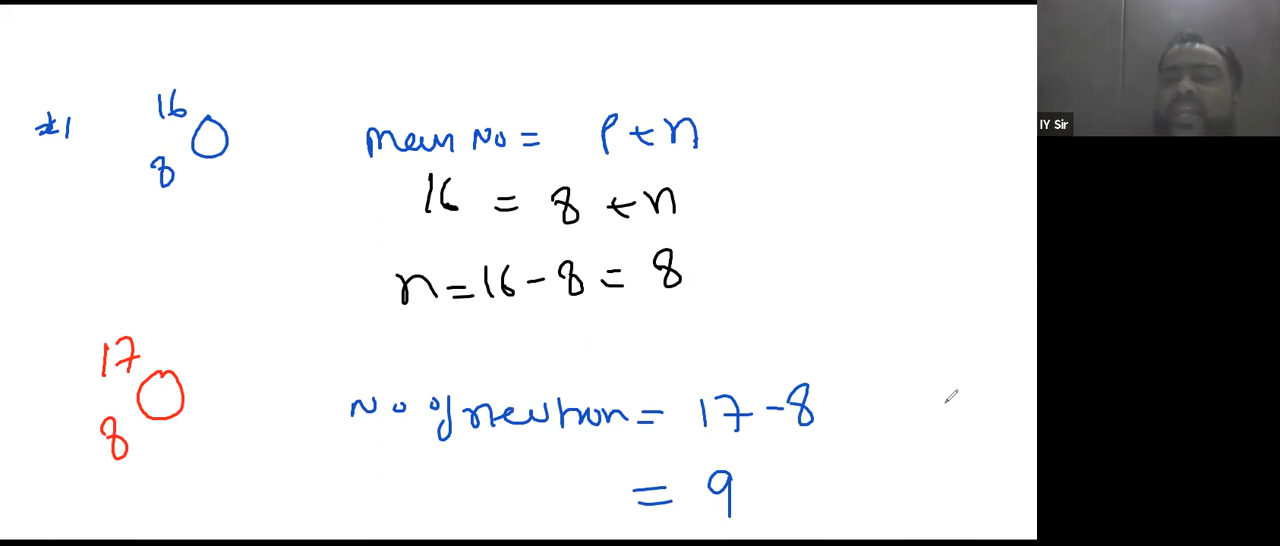 *1 16 8 O Mass No = P + n
16 = 8 + n
n = 16 - 8 = 8
17 8 O No of neutron = 17 - 8
= 9
IY Sir